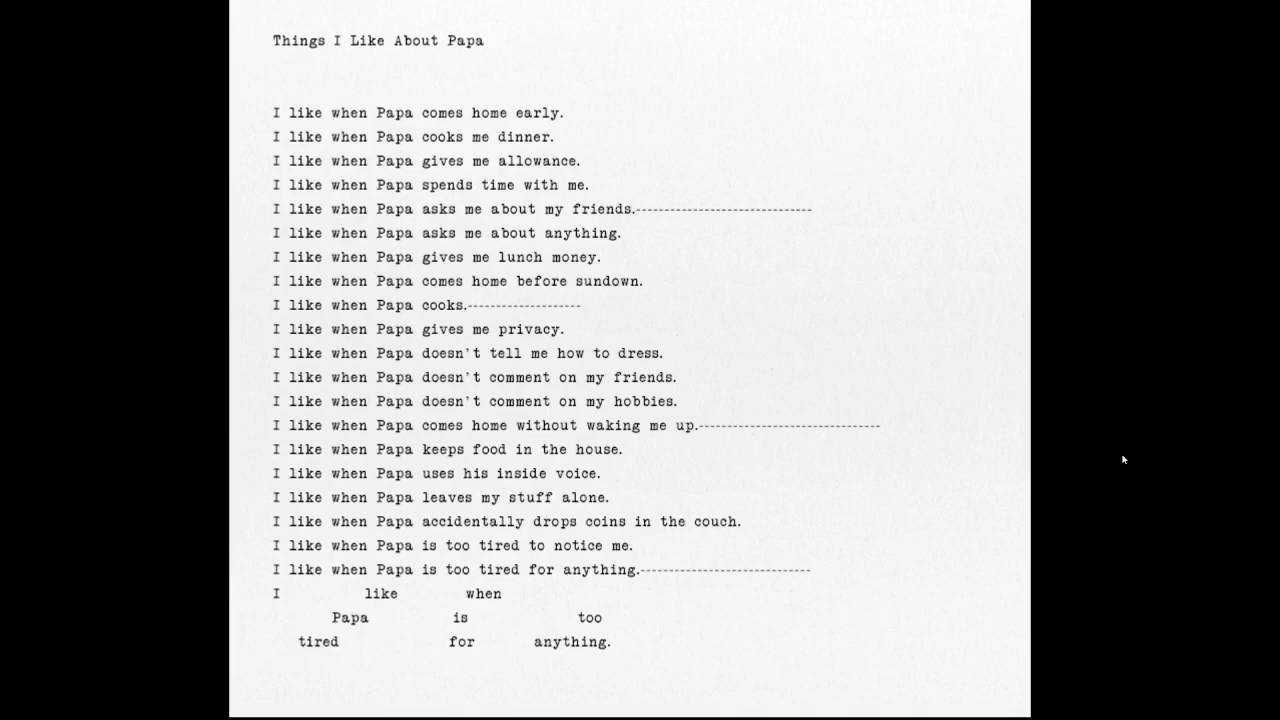 Things I Like About Papa
I like when Papa comes home early.
I like when Papa cooks me dinner.
I like when Papa gives me allowance.
I like when Papa spends time with me.
I like when Papa asks me about my friends.--------------------------------
I like when Papa asks me about anything.
I like when Papa gives me lunch money.
I like when Papa comes home before sundown.
I like when Papa cooks.--------------------
I like when Papa gives me privacy.
I like when Papa doesn't tell me how to dress.
I like when Papa doesn't comment on my friends.
I like when Papa doesn't comment on my hobbies.
I like when Papa comes home without waking me up.---------------------------------
I like when Papa keeps food in the house.
I like when Papa uses his inside voice.
I like when Papa leaves my stuff alone.
I like when Papa accidentally drops coins in the couch.
I like when Papa is too tired to notice me.
I like when Papa is too tired for anything.-------------------------------
I like when
Papa is too
tired for anything.